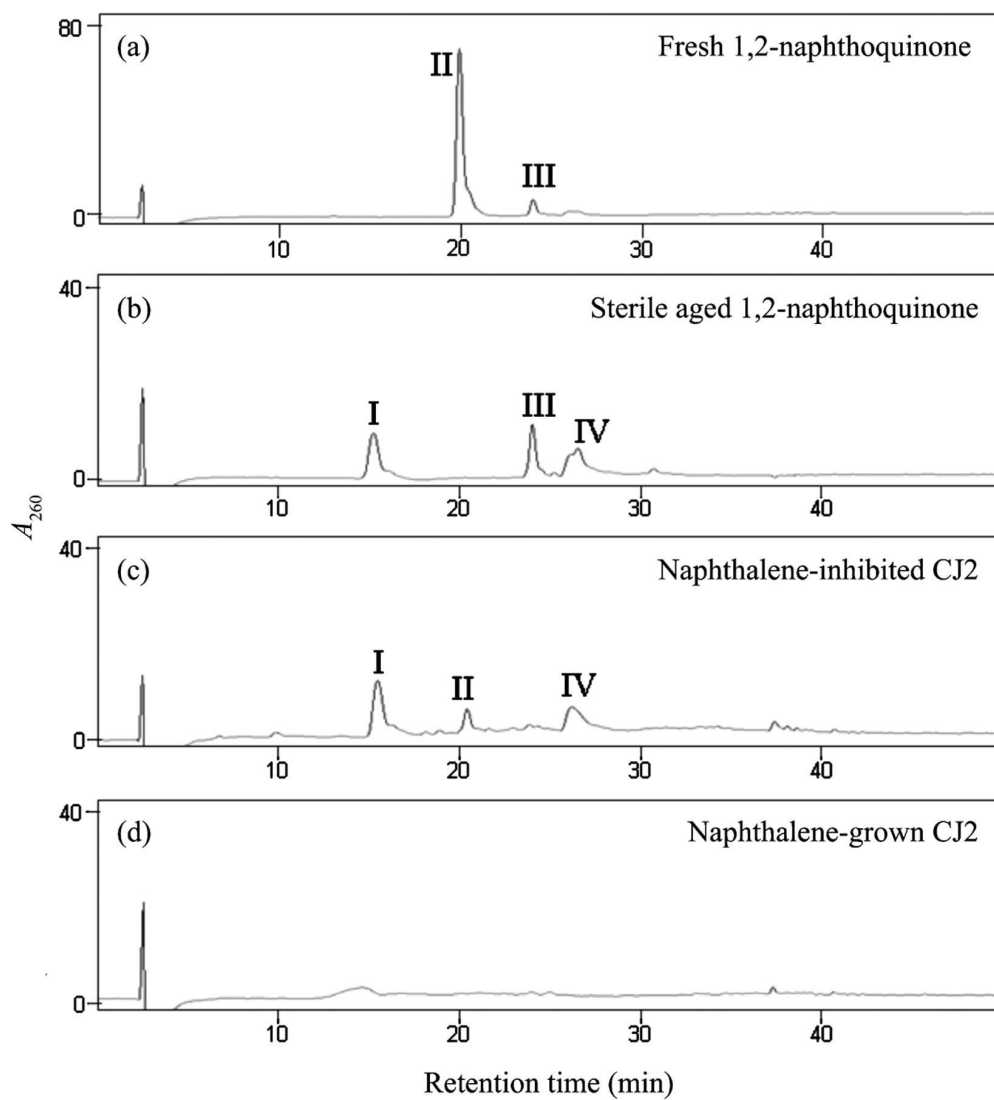 80
(a)
Fresh 1,2-naphthoquinone
II
III
0
10 20 30 40
40
(b)
Sterile aged 1,2-naphthoquinone
I
III
IV
0
10 20 30 40
A260
40
(c)
Naphthalene-inhibited CJ2
I
II
IV
0
10 20 30 40
40
(d)
Naphthalene-grown CJ2
0
10 20 30 40
Retention time (min)